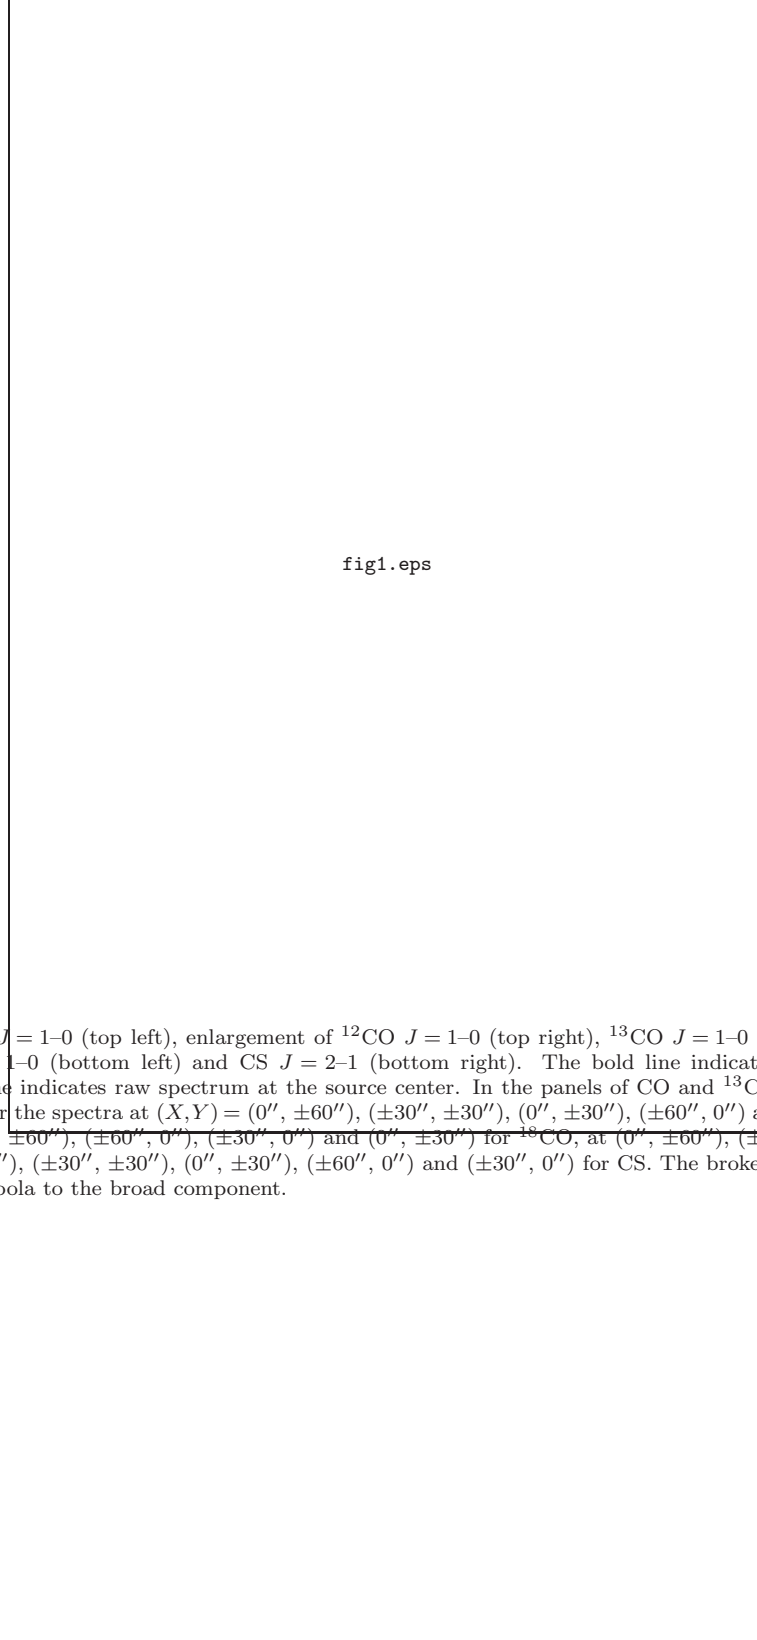 fig1.eps
J = 1–0 (top left), enlargement of ¹²CO J = 1–0 (top right), ¹³CO J = 1–0
1–0 (bottom left) and CS J = 2–1 (bottom right). The bold line
indicates raw spectrum at the source center. In the panels of CO and
the spectra at (X,Y) = (0″, ±60″), (±30″, ±30″), (0″, ±30″), (±60″, 0″)
±60″), (±60″, 0″), (±30″, 0″) and (0″, ±30″) for ¹⁸CO, at (0″, ±60″),
(±30″, ±30″), (0″, ±30″), (±60″, 0″) and (±30″, 0″) for CS. The
to the broad component.